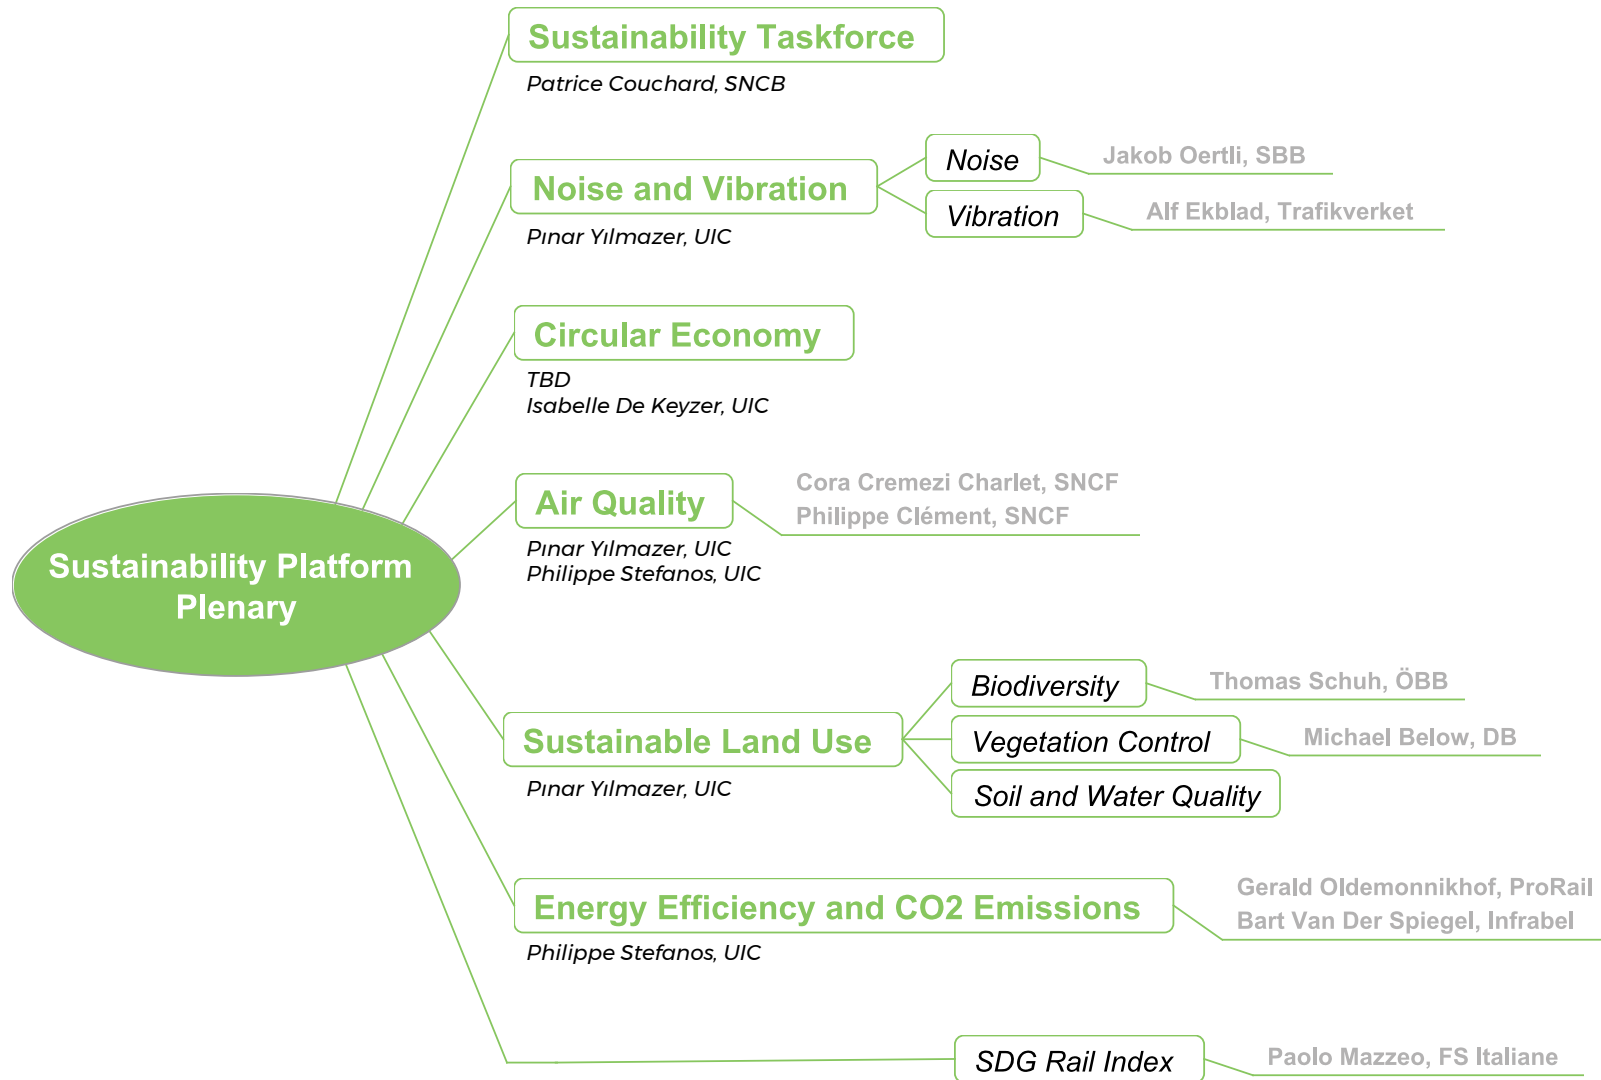 Sustainability Taskforce
Patrice Couchard, SNCB
Noise and Vibration
Pınar Yılmazer, UIC
Noise
Jakob Oertli, SBB
Vibration
Alf Ekblad, Trafikverket
Circular Economy
TBD
Isabelle De Keyzer, UIC
Air Quality
Pınar Yılmazer, UIC
Philippe Stefanos, UIC
Cora Cremezi Charlet, SNCF
Philippe Clément, SNCF
Sustainability Platform
Plenary
Sustainable Land Use
Pınar Yılmazer, UIC
Biodiversity
Thomas Schuh, ÖBB
Vegetation Control
Michael Below, DB
Soil and Water Quality
Energy Efficiency and CO2 Emissions
Philippe Stefanos, UIC
Gerald Oldemonnikhof, ProRail
Bart Van Der Spiegel, Infrabel
SDG Rail Index
Paolo Mazzeo, FS Italiane